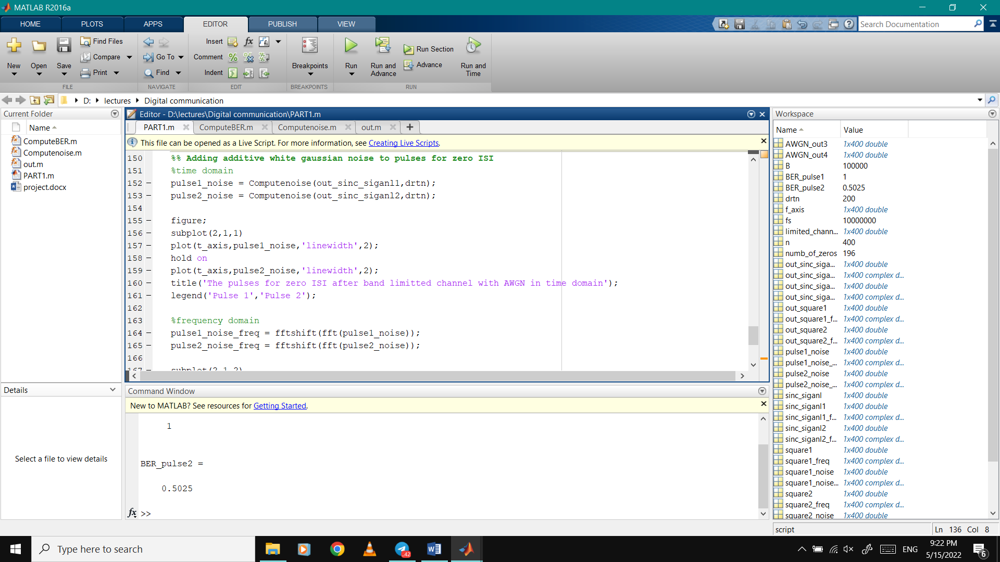 MATLAB R2016a
HOME PLOTS APPS EDITOR PUBLISH VIEW
Search Documentation
New Open Save Find Files Compare Print
FILE
Go To Find
NAVIGATE
Insert fx fi
Comment
Indent
EDIT
Breakpoints
BREAKPOINTS
Run Run and Advance Run Section Advance Run and Time
RUN
D: lectures Digital communication
Current Folder
Name
ComputeBER.m
Computenoise.m
out.m
PART1.m
project.docx
Details
Select a file to view details
Editor - D:\lectures\Digital communication\PART1.m
PART1.m ComputeBER.m Computenoise.m out.m +
This file can be opened as a Live Script. For more information, see Creating Live Scripts.
150 %% Adding additive white gaussian noise to pulses for zero ISI
151 %time domain
152 – pulse1_noise = Computenoise(out_sinc_siganl1,drtn);
153 – pulse2_noise = Computenoise(out_sinc_siganl2,drtn);
154
155 – figure;
156 – subplot(2,1,1)
157 – plot(t_axis,pulse1_noise,'linewidth',2);
158 – hold on
159 – plot(t_axis,pulse2_noise,'linewidth',2);
160 – title('The pulses for zero ISI after band limitted channel with AWGN in time domain');
161 – legend('Pulse 1','Pulse 2');
162
163 %frequency domain
164 – pulse1_noise_freq = fftshift(fft(pulse1_noise));
165 – pulse2_noise_freq = fftshift(fft(pulse2_noise));
166
167 – subplot(2,1,2)
Command Window
New to MATLAB? See resources for Getting Started.
1
BER_pulse2 =
0.5025
fx >>
Workspace
Name Value
AWGN_out3 1x400 double
AWGN_out4 1x400 double
B 100000
BER_pulse1 1
BER_pulse2 0.5025
drtn 200
f_axis 1x400 double
fs 10000000
limited_chann... 1x400 double
n 400
numb_of_zeros 196
out_sinc_siga... 1x400 double
out_sinc_siga... 1x400 complex d...
out_sinc_siga... 1x400 double
out_sinc_siga... 1x400 complex d...
out_square1 1x400 double
out_square1_f... 1x400 complex d...
out_square2 1x400 double
out_square2_f... 1x400 complex d...
pulse1_noise 1x400 double
pulse1_noise_... 1x400 complex d...
pulse2_noise 1x400 double
pulse2_noise_... 1x400 complex d...
sinc_siganl 1x400 double
sinc_siganl1 1x400 double
sinc_siganl1_f... 1x400 complex d...
sinc_siganl2 1x400 double
sinc_siganl2_f... 1x400 complex d...
square1 1x400 double
square1_freq 1x400 complex d...
square1_noise 1x400 double
square1_noise... 1x400 complex d...
square2 1x400 double
square2_freq 1x400 complex d...
square2_noise 1x400 double
script Ln 136 Col 8
Type here to search
42
ENG
9:22 PM
5/15/2022
6